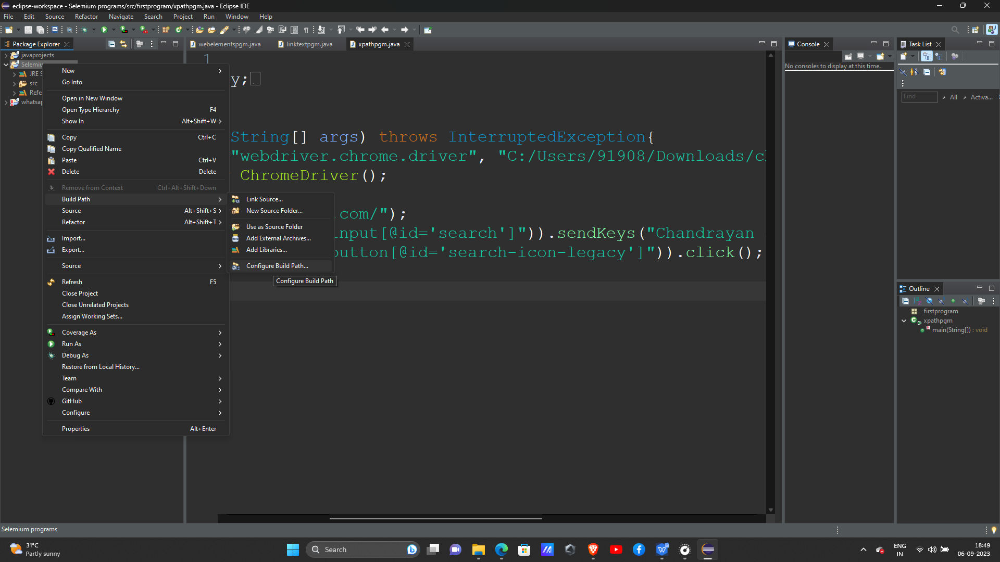 eclipse-workspace - Selemium programs/src/firstprogram/xpathpgm.java - Eclipse IDE
File Edit Source Refactor Navigate Search Project Run Window Help
Package Explorer
webelementspgm.java linktextpgm.java xpathpgm.java
Console
Task List
javaprojects
Selemiu
JRE S
src
Refe
whatsap
No consoles to display at this time.
Find All Activa...
1
y;
String[] args) throws InterruptedException{
"webdriver.chrome.driver", "C:/Users/91908/Downloads/c
ChromeDriver();
.com/");
input[@id='search']")).sendKeys("Chandrayan
button[@id='search-icon-legacy']")).click();
New
Go Into
Open in New Window
Open Type Hierarchy F4
Show In Alt+Shift+W
Copy Ctrl+C
Copy Qualified Name
Paste Ctrl+V
Delete Delete
Remove from Context Ctrl+Alt+Shift+Down
Build Path
Source Alt+Shift+S
Refactor Alt+Shift+T
Import...
Export...
Source
Refresh F5
Close Project
Close Unrelated Projects
Assign Working Sets...
Coverage As
Run As
Debug As
Restore from Local History...
Team
Compare With
GitHub
Configure
Properties Alt+Enter
Link Source...
New Source Folder...
Use as Source Folder
Add External Archives...
Add Libraries...
Configure Build Path...
Configure Build Path
Outline
firstprogram
xpathpgm
main(String[]) : void
Selemium programs
31°C
Partly sunny
Search
ENG
IN
18:49
06-09-2023